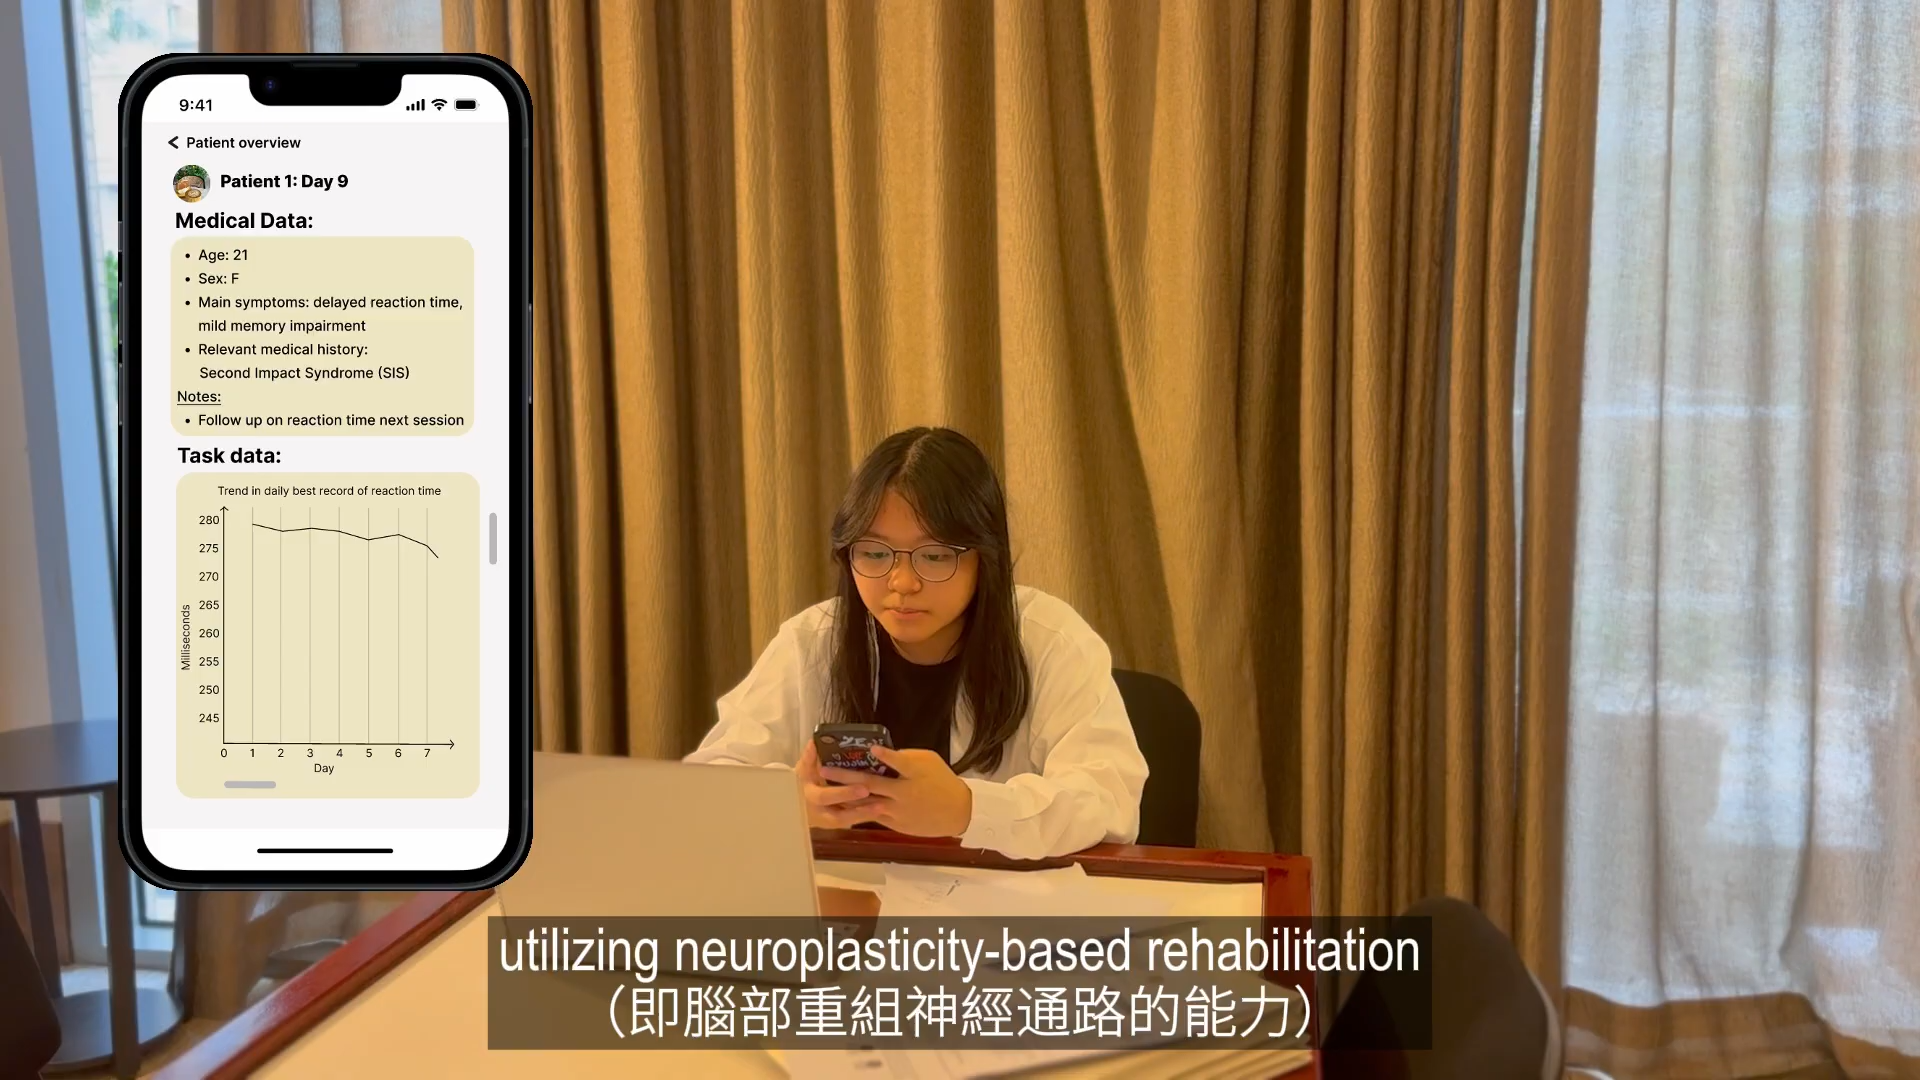 9:41
Patient overview
Patient 1: Day 9
Medical Data:
• Age: 21
• Sex: F
• Main symptoms: delayed reaction time,
mild memory impairment
• Relevant medical history:
Second Impact Syndrome (SIS)
Notes:
• Follow up on reaction time next session
Task data:
Trend in daily best record of reaction time
280
275
270
265
260
255
250
245
Milliseconds
0 1 2 3 4 5 6 7
Day
utilizing neuroplasticity-based rehabilitation
（即腦部重組神經通路的能力）